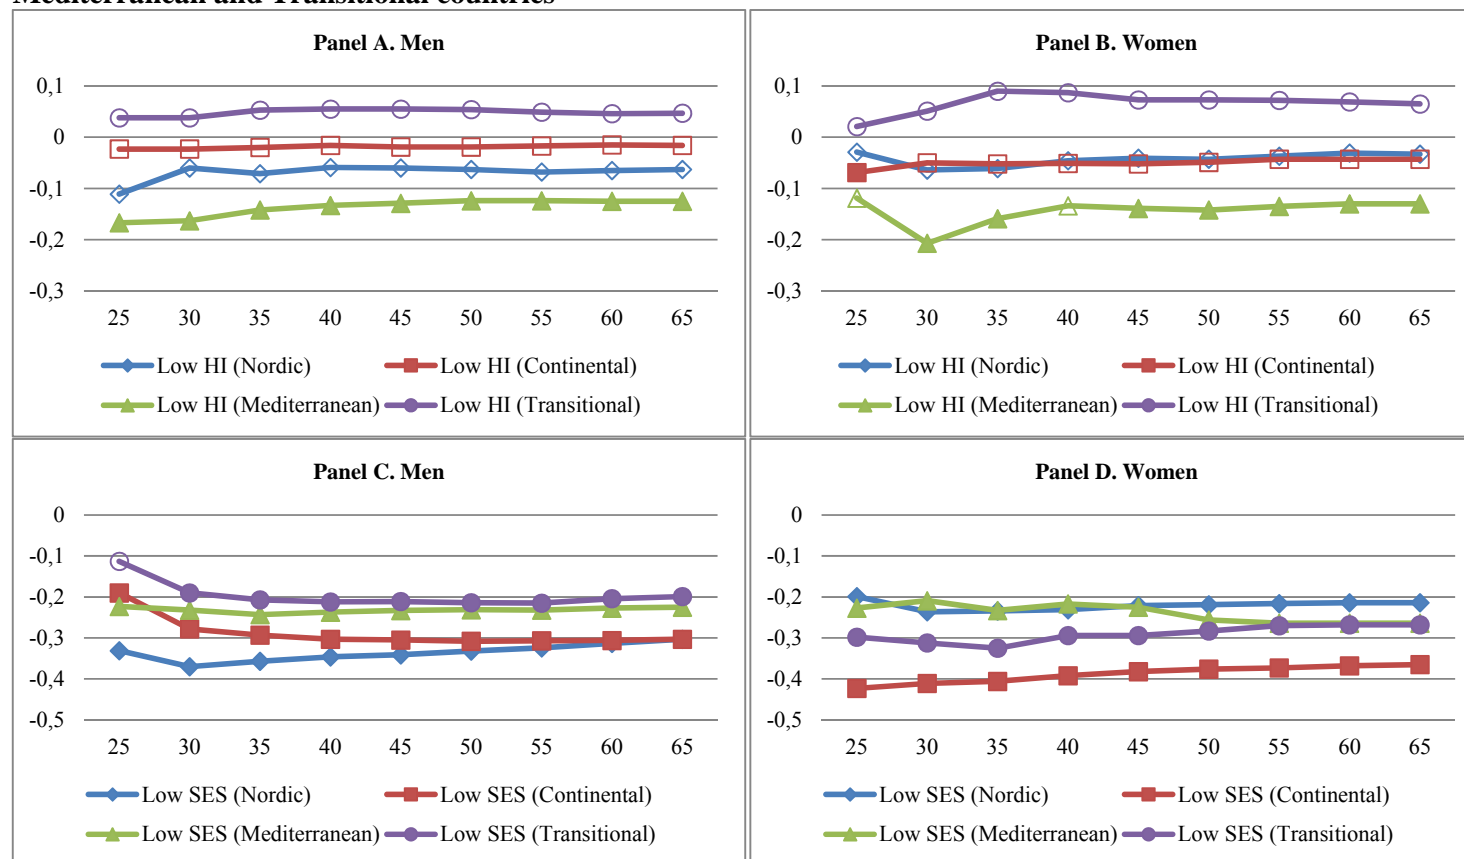 Mediterranean and Transitional countries
Panel A. Men
0,1
0
-0,1
-0,2
-0,3
25 30 35 40 45 50 55 60 65
Low HI (Nordic) Low HI (Continental)
Low HI (Mediterranean) Low HI (Transitional)
Panel B. Women
0,1
0
-0,1
-0,2
-0,3
25 30 35 40 45 50 55 60 65
Low HI (Nordic) Low HI (Continental)
Low HI (Mediterranean) Low HI (Transitional)
Panel C. Men
0
-0,1
-0,2
-0,3
-0,4
-0,5
25 30 35 40 45 50 55 60 65
Low SES (Nordic) Low SES (Continental)
Low SES (Mediterranean) Low SES (Transitional)
Panel D. Women
0
-0,1
-0,2
-0,3
-0,4
-0,5
25 30 35 40 45 50 55 60 65
Low SES (Nordic) Low SES (Continental)
Low SES (Mediterranean) Low SES (Transitional)